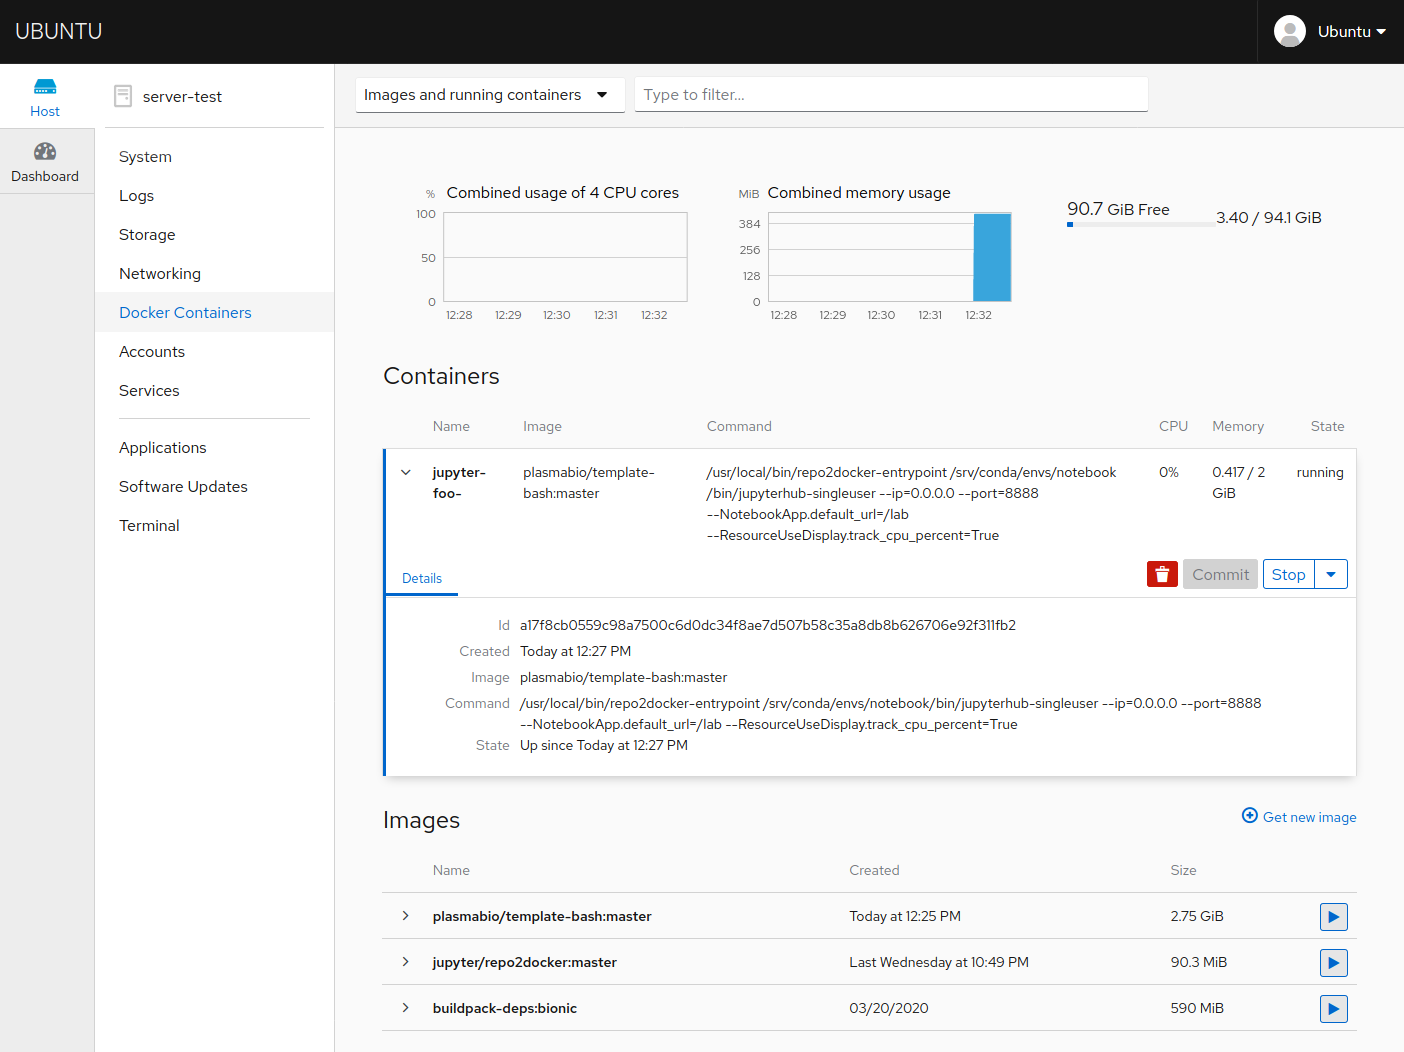 UBUNTU
Ubuntu
Host
Dashboard
server-test
System
Logs
Storage
Networking
Docker Containers
Accounts
Services
Applications
Software Updates
Terminal
Images and running containers
Type to filter...
% Combined usage of 4 CPU cores
100
50
0
12:28 12:29 12:30 12:31 12:32
MiB Combined memory usage
384
256
128
0
12:28 12:29 12:30 12:31 12:32
90.7 GiB Free
3.40 / 94.1 GiB
Containers
Name Image Command CPU Memory State
jupyter-
foo-
plasmabio/template-
bash:master
/usr/local/bin/repo2docker-entrypoint /srv/conda/envs/notebook
/bin/jupyterhub-singleuser --ip=0.0.0.0 --port=8888
--NotebookApp.default_url=/lab
--ResourceUseDisplay.track_cpu_percent=True
0%
0.417 / 2
GiB
running
Details
Commit
Stop
Id a17f8cb0559c98a7500c6d0dc34f8ae7d507b58c35a8db8b626706e92f311fb2
Created Today at 12:27 PM
Image plasmabio/template-bash:master
Command /usr/local/bin/repo2docker-entrypoint /srv/conda/envs/notebook/bin/jupyterhub-singleuser --ip=0.0.0.0 --port=8888
--NotebookApp.default_url=/lab --ResourceUseDisplay.track_cpu_percent=True
State Up since Today at 12:27 PM
Images
Get new image
Name Created Size
plasmabio/template-bash:master Today at 12:25 PM 2.75 GiB
jupyter/repo2docker:master Last Wednesday at 10:49 PM 90.3 MiB
buildpack-deps:bionic 03/20/2020 590 MiB